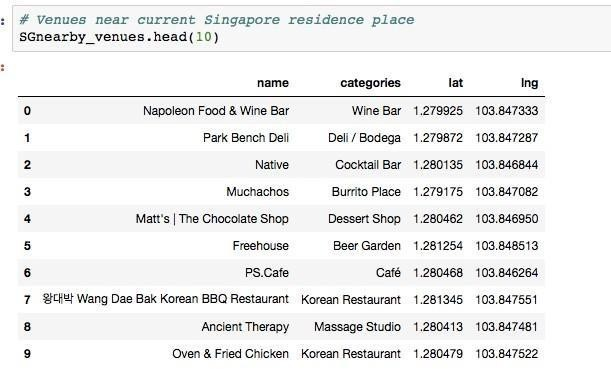 # Venues near current Singapore residence place
SGnearby_venues.head(10)
name categories lat lng
0 Napoleon Food & Wine Bar Wine Bar 1.279925 103.847333
1 Park Bench Deli Deli / Bodega 1.279872 103.847287
2 Native Cocktail Bar 1.280135 103.846844
3 Muchachos Burrito Place 1.279175 103.847082
4 Matt's | The Chocolate Shop Dessert Shop 1.280462 103.846950
5 Freehouse Beer Garden 1.281254 103.848513
6 PS.Cafe Café 1.280468 103.846264
7 왕대박 Wang Dae Bak Korean BBQ Restaurant Korean Restaurant 1.281345 103.847551
8 Ancient Therapy Massage Studio 1.280413 103.847481
9 Oven & Fried Chicken Korean Restaurant 1.280479 103.847522